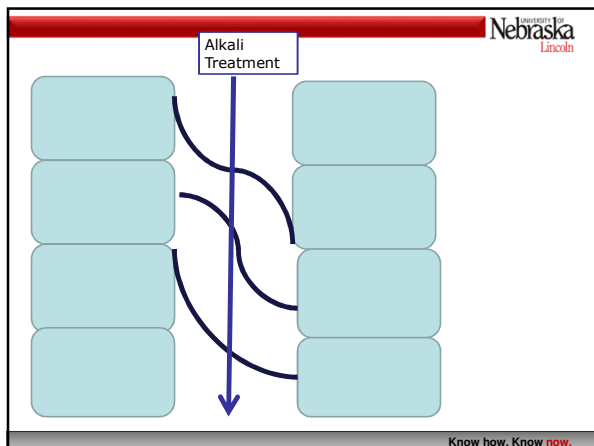 UNIVERSITY OF
Nebraska
Lincoln
Alkali
Treatment
Know how. Know now.